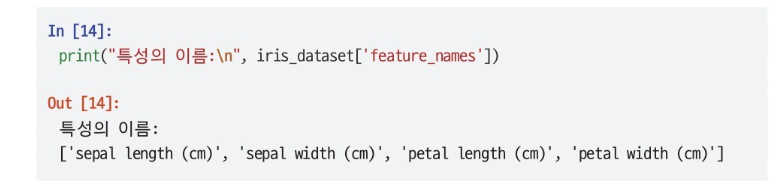 In [14]:
print("특성의 이름:\n", iris_dataset['feature_names'])
Out [14]:
특성의 이름:
['sepal length (cm)', 'sepal width (cm)', 'petal length (cm)', 'petal width (cm)']